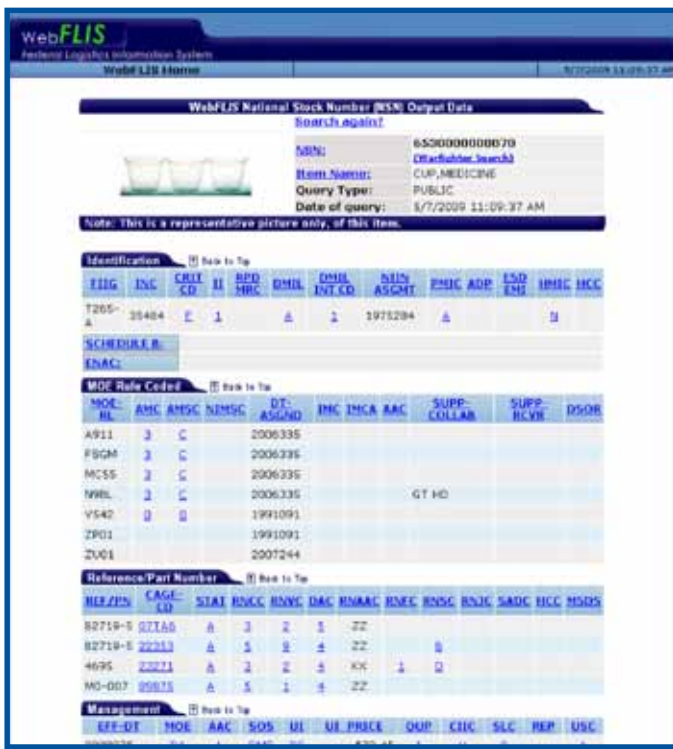 WebFLIS
Federal Logistics Information System
WebFLIS Home 5/7/2009 11:09:37 AM
WebFLIS National Stock Number (NSN) Output Data
Search again?
NSN: 6530000000070
(Starfighter Search)
Item Name: CUP,MEDICINE
Query Type: PUBLIC
Date of query: 5/7/2009 11:09:37 AM
Note: This is a representative picture only, of this item.
Identification Back to Top
FIIG INC CRIT CD II RPD MRC DMIL DMIL INT CD NIIN ASGMT PMIC ADP ESD EMI HMIC HCC
T265-A 35484 1 A 1 1975284 A N
SCHEDULE B:
ENAC:
MOE Rule Coded Back to Top
MOE-RL AMC AMSC NIMSC DT-ASGND IMC IMCA AAC SUPP-COLLAB SUPP-RCVR DSOR
A911 3 C 2006335
FSGM 3 C 2006335
MC55 3 C 2006335
N9BL 3 C 2006335 GT HD
VS42 0 2006335
ZP01 1991091
ZU01 2007244
Reference/Part Number Back to Top
REF/PN CAGE-CD STAT RNCC RNVC DAC RNAAC RNFC RNSC RNJC SADC HCC MSDS
82719-5 07TA6 A 3 2 5 ZZ
82719-5 22353 A 5 9 4 ZZ
4695 23271 A 3 2 4 KX 1 D
MO-007 A 5 1 4 ZZ
Management Back to Top
EFF-DT MOE AAC SOS UI UI PRICE QUP CIIC SLC REP USC